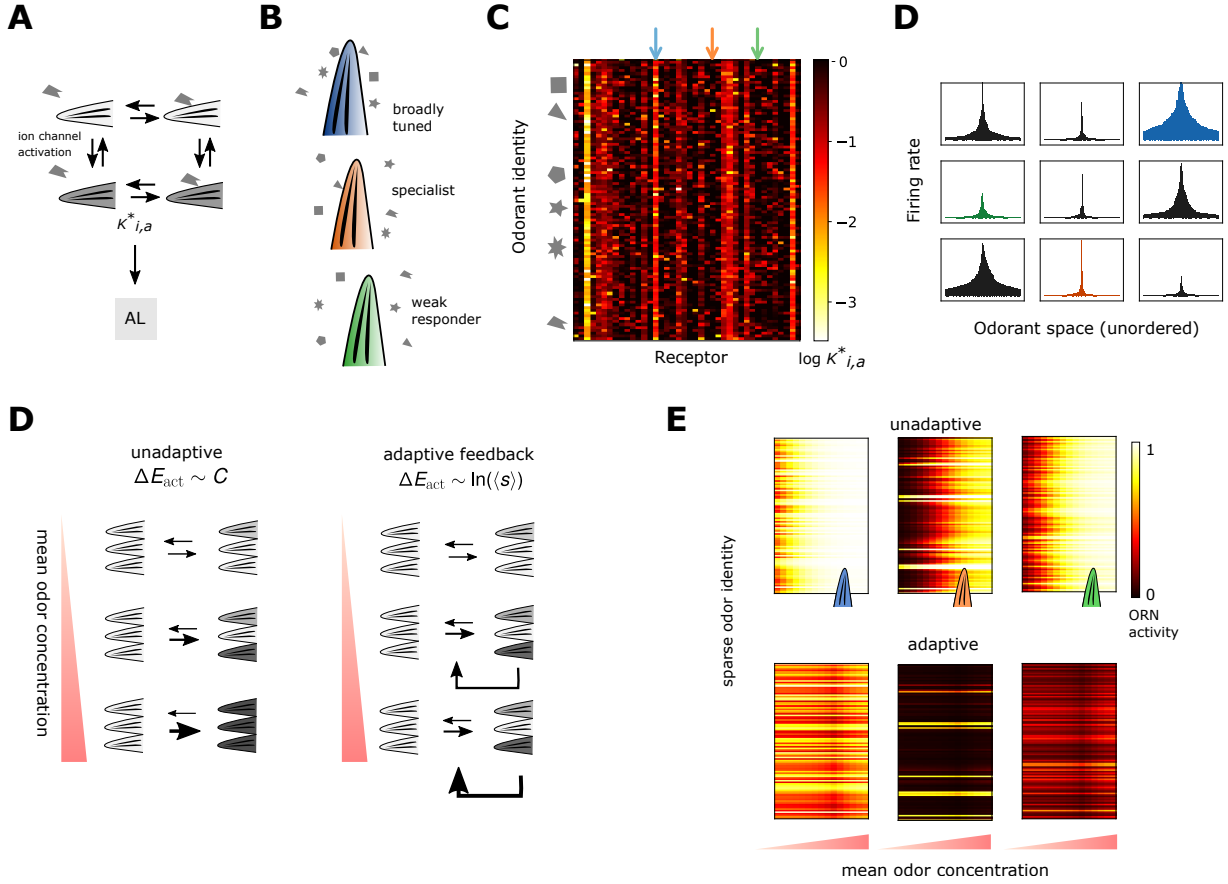 A
ion channel
activation
K*i,a
AL
B
broadly
tuned
specialist
weak
responder
C
Odorant identity
Receptor
0
−1
−2
−3
log K*i,a
D
Firing rate
Odorant space (unordered)
D
unadaptive
ΔEact ∼ C
adaptive feedback
ΔEact ∼ ln(⟨s⟩)
mean odor concentration
E
unadaptive
sparse odor identity
1
0
ORN
activity
adaptive
mean odor concentration